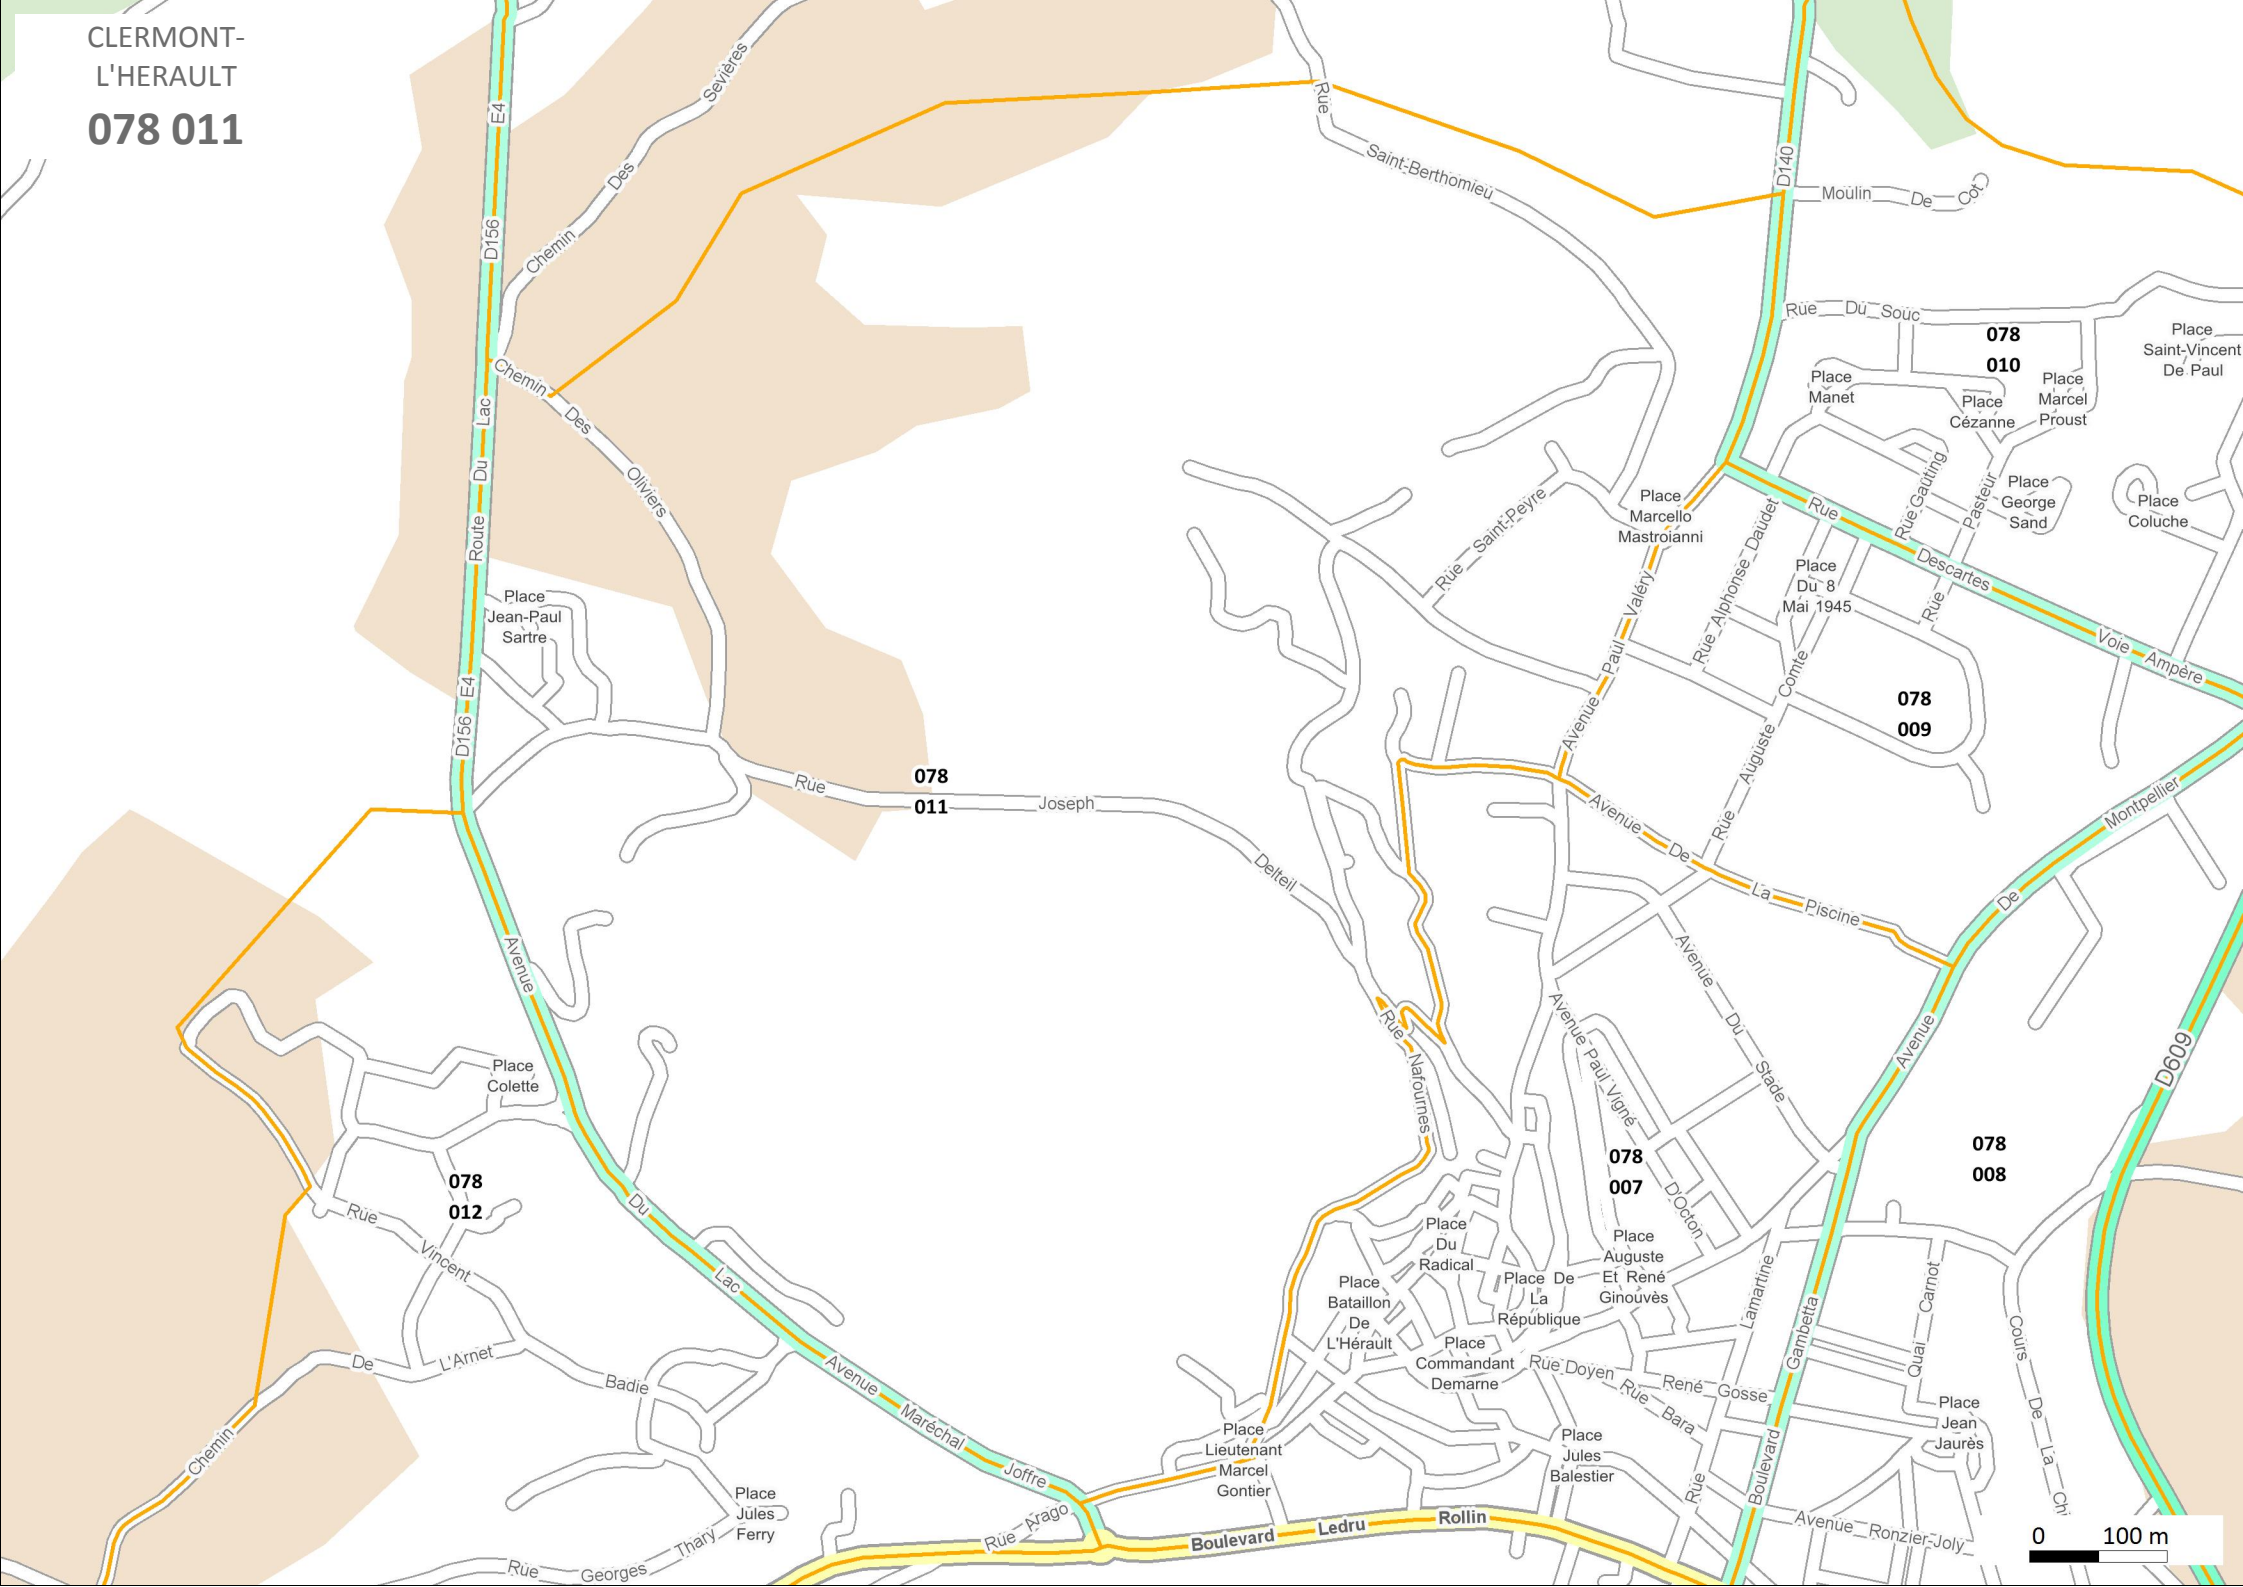 CLERMONT-
L'HERAULT
078 011
E4
D156
Chemin Des Sevières
Rue Saint-Berthomieu
D140
Moulin De Cot
Rue Du Souc
078
010
Place
Saint-Vincent
De Paul
Place
Manet
Place
Cézanne
Place
Marcel
Proust
Chemin Des Oliviers
Route Du Lac
Rue Gauting
Rue Pasteur
Place
George
Sand
Place
Coluche
Place
Marcello
Mastroianni
Rue Saint-Peyre
Rue Alphonse Daudet
Rue Descartes
Place
Du 8
Mai 1945
Place
Jean-Paul
Sartre
Avenue Paul Valéry
Voie Ampère
D156 E4
Rue Auguste Comte
078
009
078
011
Rue Joseph Delteil
Avenue De Montpellier
Avenue De La Piscine
Avenue Du Lac
Avenue Du Stade
Avenue Paul Vigné D'Octon
Rue Nafournes
D609
Place
Colette
078
012
078
007
078
008
Rue Vincent Badie
Place
Du
Radical
Place
Auguste
Et René
Ginouvès
Place De
La
République
Place
Bataillon
De
L'Hérault
Rue Lamartine
Boulevard Gambetta
Quai Carnot
Cours De La Chi
Chemin De L'Arnet
Avenue Maréchal Joffre
Place
Commandant
Demarne
Rue Doyen René Gosse
Rue Bara
Place
Jean
Jaurès
Place
Lieutenant
Marcel
Gontier
Place
Jules
Balestier
Place
Jules
Ferry
Rue Arago
Rue Georges Thary
Boulevard Ledru Rollin
Avenue Ronzier-Joly
0 100 m